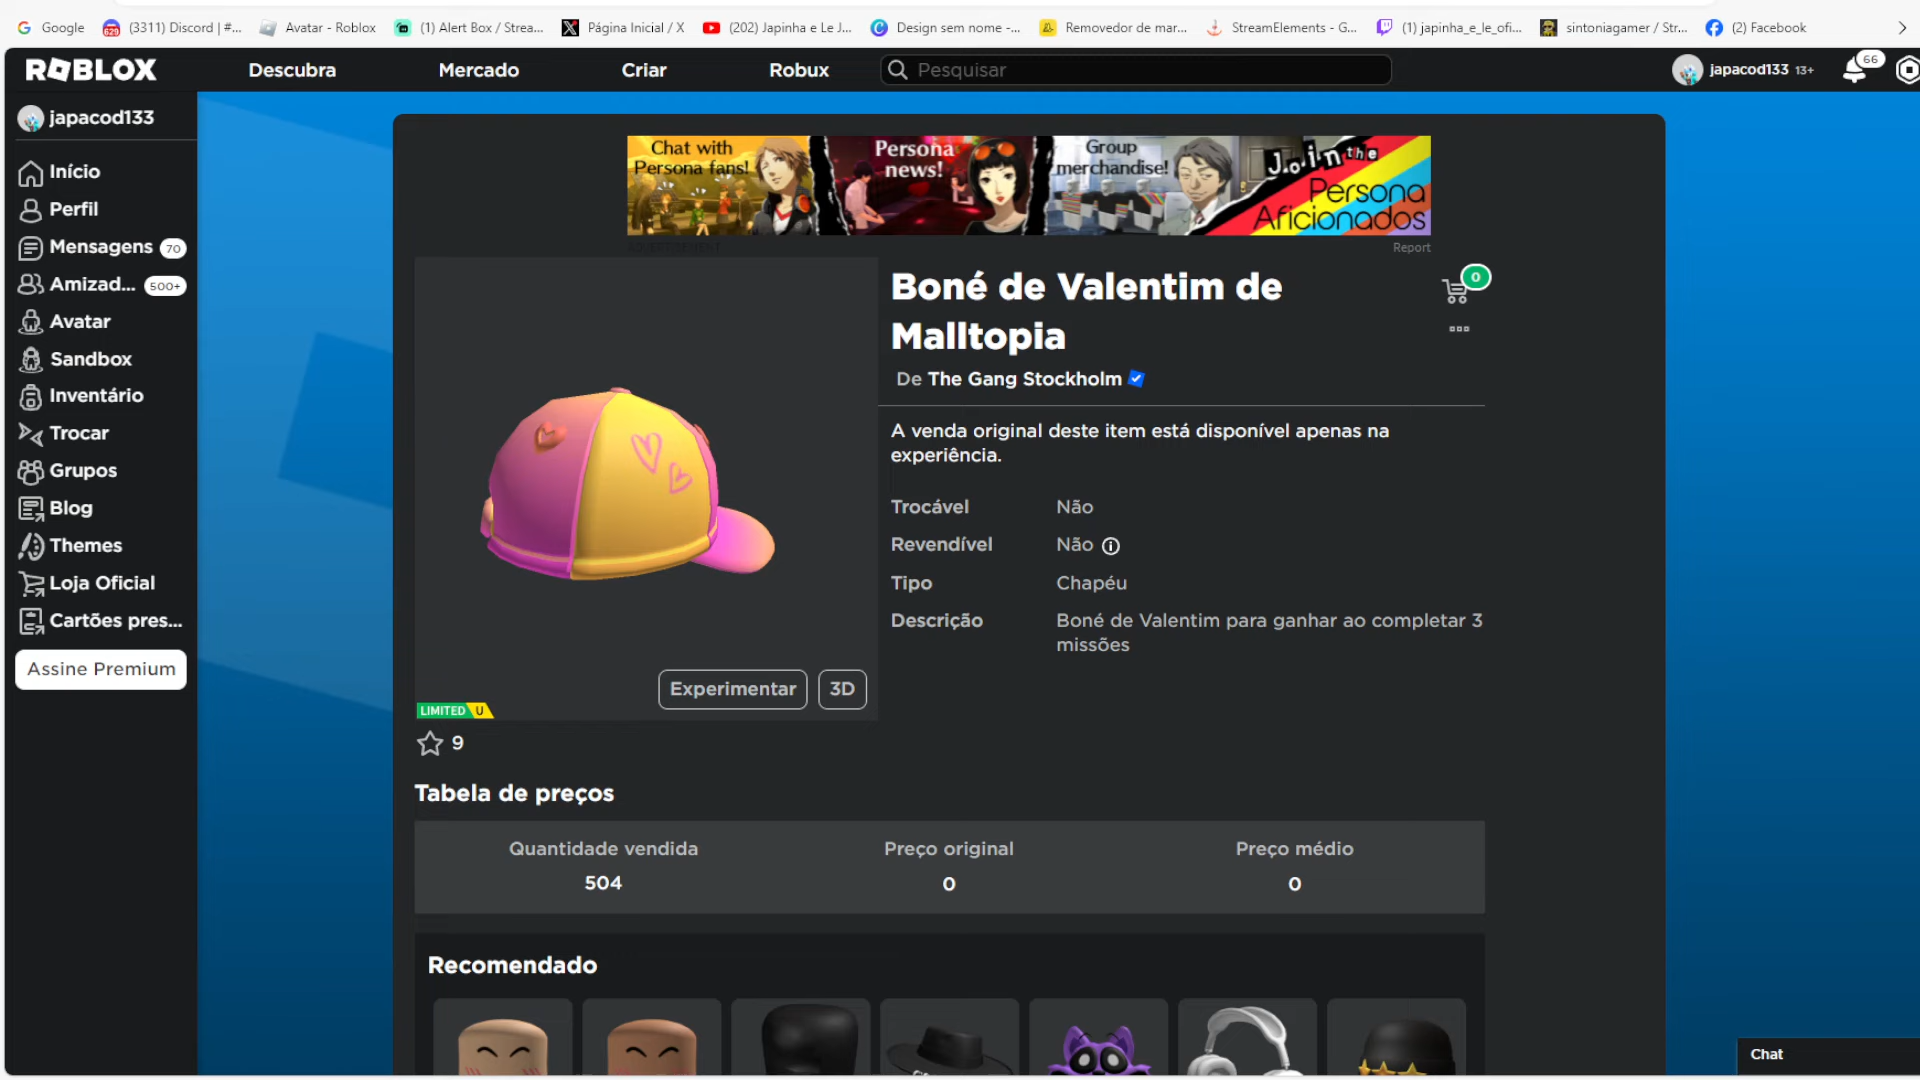 Google
(3311) Discord | #...
Avatar - Roblox
(1) Alert Box / Strea...
Página Inicial / X
(202) Japinha e Le J...
Design sem nome -...
Removedor de mar...
StreamElements - G...
(1) japinha_e_le_ofi...
sintoniagamer / Str...
(2) Facebook
ROBLOX
Descubra
Mercado
Criar
Robux
Pesquisar
japacod133 13+
66
japacod133
Início
Perfil
Mensagens 70
Amizad... 500+
Avatar
Sandbox
Inventário
Trocar
Grupos
Blog
Themes
Loja Oficial
Cartões pres...
Assine Premium
Chat with
Persona fans!
Persona
news!
Group
merchandise!
Join the
Persona
Aficionados
ADVERTISEMENT
Report
Boné de Valentim de
Malltopia
0
De The Gang Stockholm
A venda original deste item está disponível apenas na
experiência.
Trocável Não
Revendível Não
Tipo Chapéu
Descrição Boné de Valentim para ganhar ao completar 3
missões
Experimentar
3D
LIMITED U
9
Tabela de preços
Quantidade vendida
504
Preço original
0
Preço médio
0
Recomendado
Chat